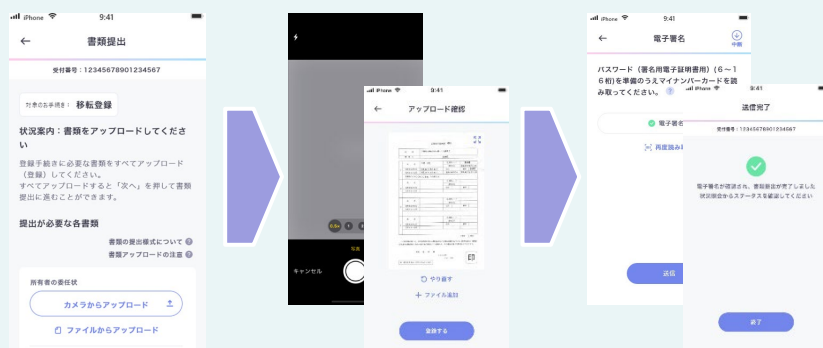 iPhone 9:41
書類提出
受付番号：12345678901234567
対象のお手続き： 移転登録
状況案内：書類をアップロードしてくださ
い
登録手続きに必要な書類をすべてアップロード
（登録）してください。
すべてアップロードすると「次へ」を押して書類
提出に進むことができます。
提出が必要な各書類
書類の提出様式について
書類アップロードの注意
所有者の委任状
カメラからアップロード
ファイルからアップロード
写真
キャンセル
iPhone 9:41
アップロード確認
やり直す
ファイル追加
登録する
iPhone 9:41
電子署名
中断
パスワード（署名用電子証明書用）(6～1
6桁)を準備のうえマイナンバーカードを読
み取ってください。
電子署名
再度読み
送信
iPhone 9:41
送信完了
受付番号：12345678901234567
電子署名が確認され、書類提出が完了しました
状況照会からステータスを確認してください
終了